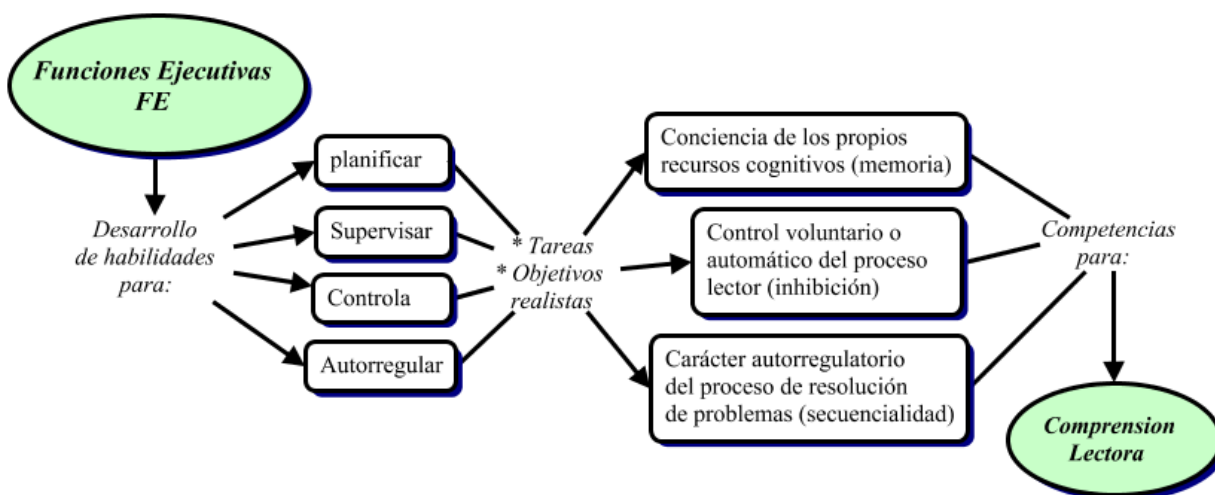 Funciones Ejecutivas
FE
Desarrollo
de habilidades
para:
planificar
Supervisar
Controla
Autorregular
* Tareas
* Objetivos
realistas
Conciencia de los propios
recursos cognitivos (memoria)
Control voluntario o
automático del proceso
lector (inhibición)
Carácter autorregulatorio
del proceso de resolución
de problemas (secuencialidad)
Competencias
para:
Comprension
Lectora